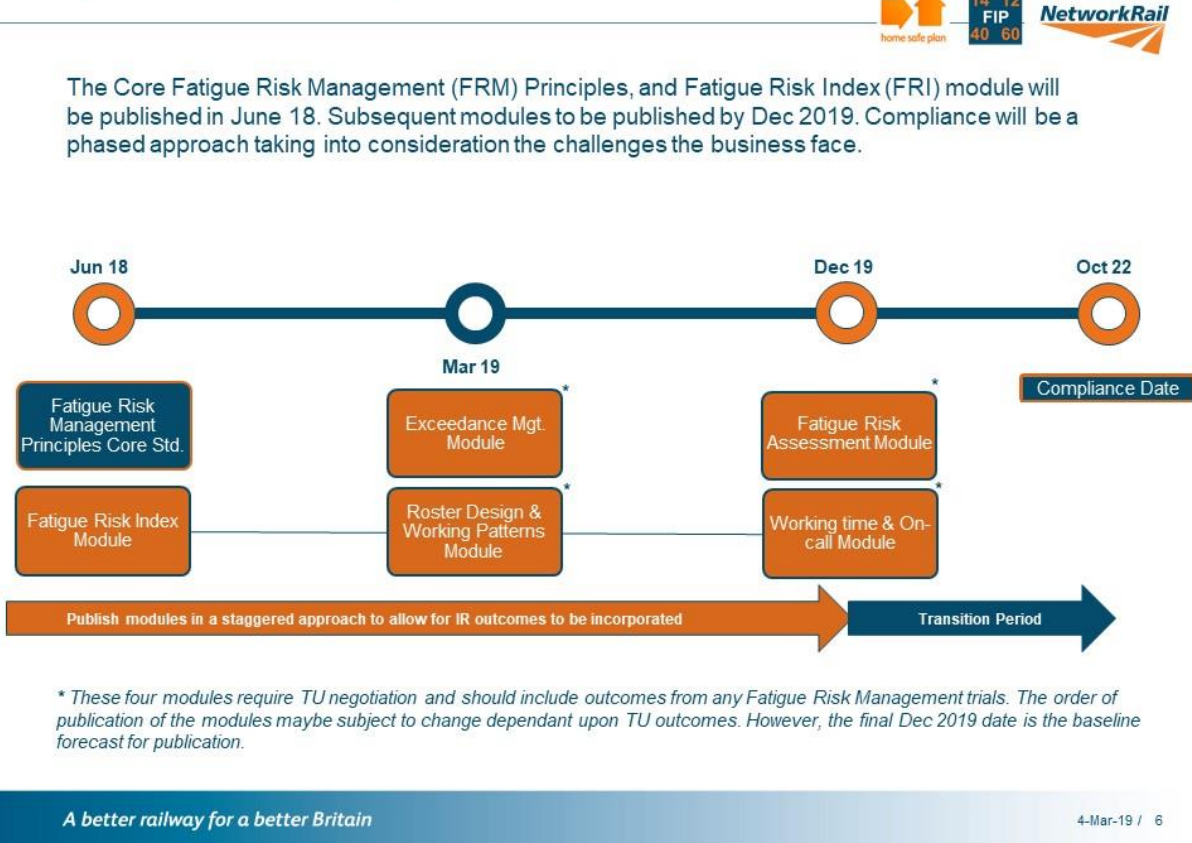 14 12
home safe plan
FIP
40 60
NetworkRail
The Core Fatigue Risk Management (FRM) Principles, and Fatigue Risk Index (FRI) module will
be published in June 18. Subsequent modules to be published by Dec 2019. Compliance will be a
phased approach taking into consideration the challenges the business face.
Jun 18
Dec 19
Oct 22
Mar 19
Fatigue Risk
Management
Principles Core Std.
*
Exceedance Mgt.
Module
*
Fatigue Risk
Assessment Module
Compliance Date
Fatigue Risk Index
Module
*
Roster Design &
Working Patterns
Module
*
Working time & On-
call Module
Publish modules in a staggered approach to allow for IR outcomes to be incorporated
Transition Period
* These four modules require TU negotiation and should include outcomes from any Fatigue Risk Management trials. The order of
publication of the modules maybe subject to change dependant upon TU outcomes. However, the final Dec 2019 date is the baseline
forecast for publication.
A better railway for a better Britain
4-Mar-19 / 6